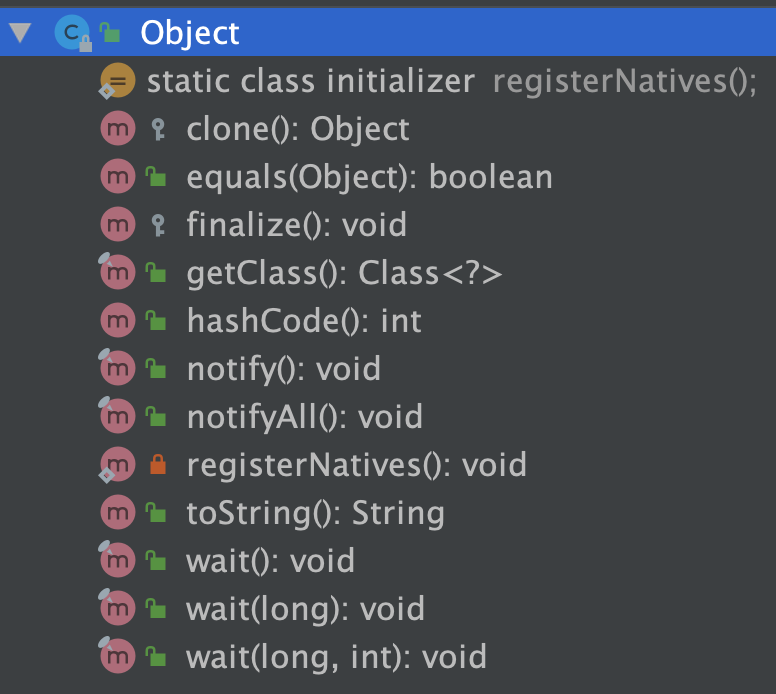 Object
static class initializer registerNatives();
clone(): Object
equals(Object): boolean
finalize(): void
getClass(): Class<?>
hashCode(): int
notify(): void
notifyAll(): void
registerNatives(): void
toString(): String
wait(): void
wait(long): void
wait(long, int): void